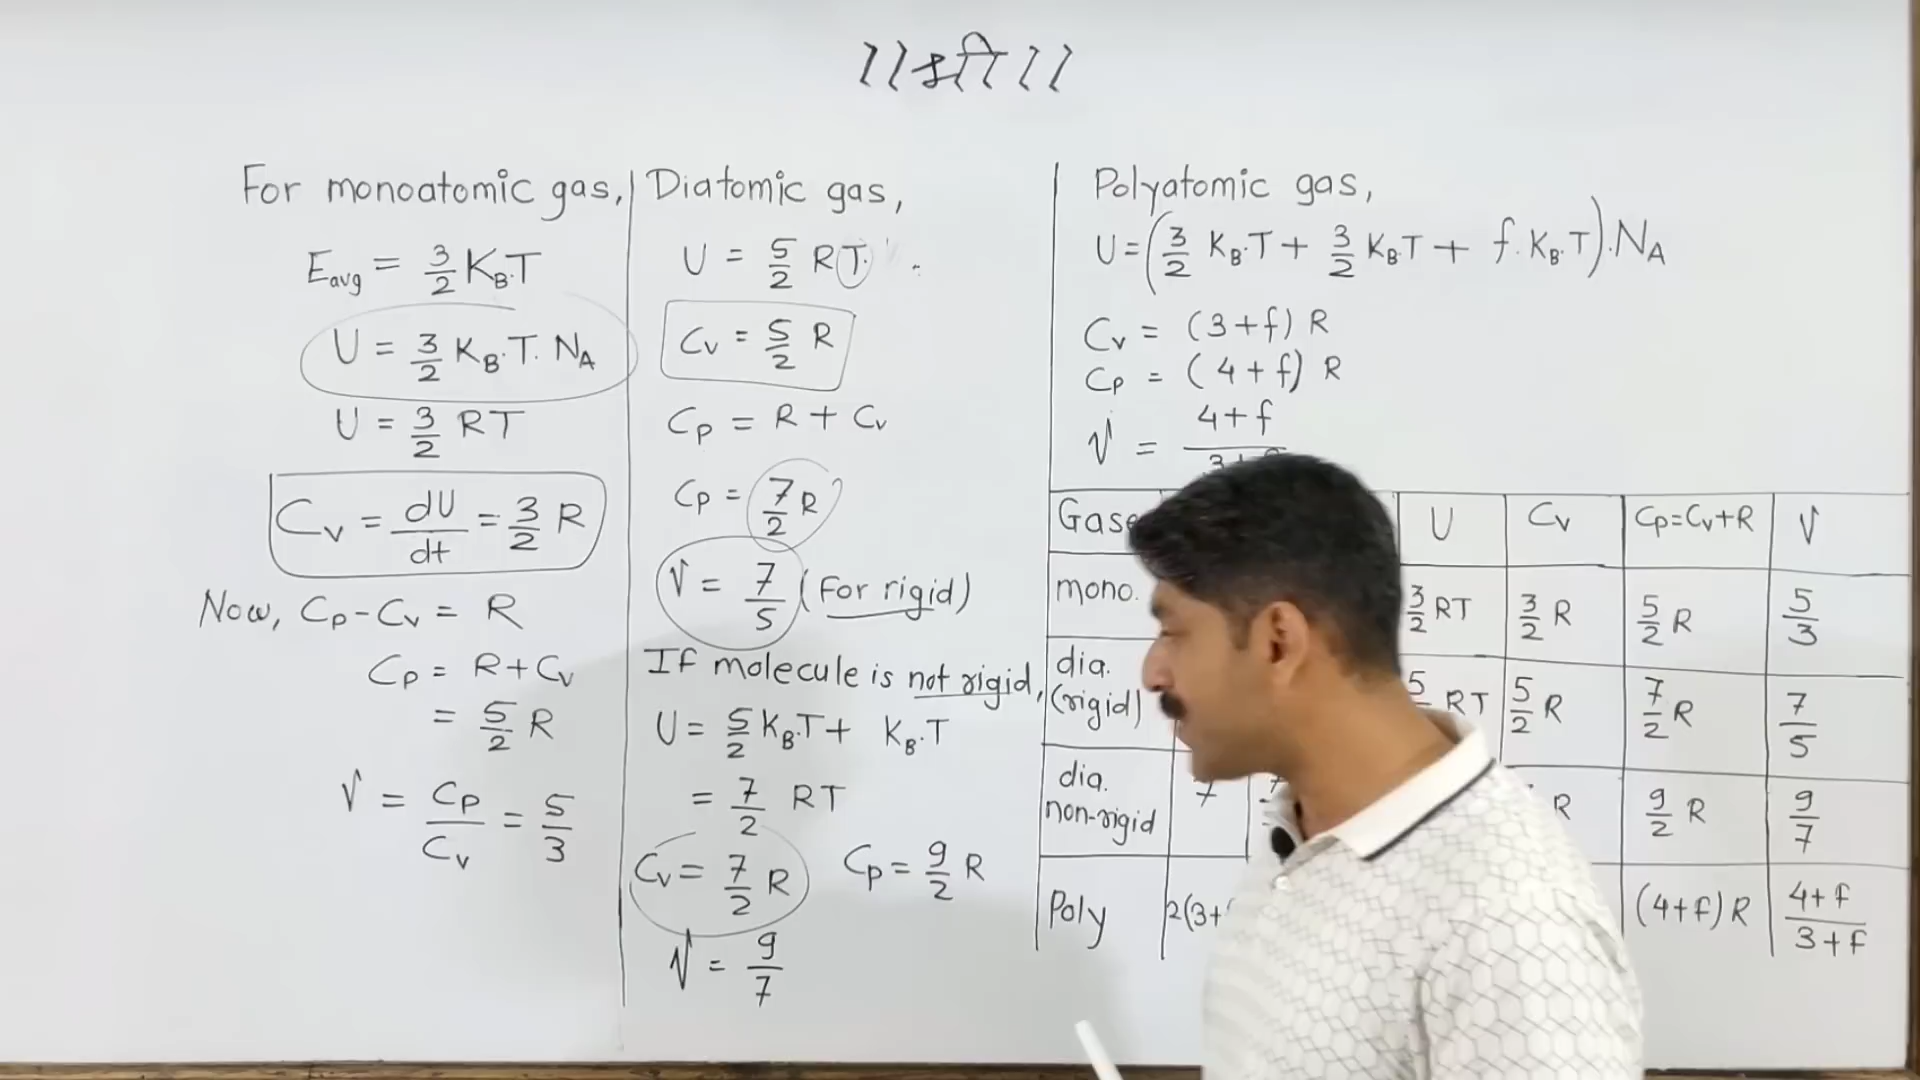 ।।श्री।।
For monoatomic gas,
Eavg = 3/2 KB.T
U = 3/2 KB.T. NA
U = 3/2 RT
Cv = dU/dt = 3/2 R
Now, Cp-Cv = R
Cp = R+Cv
= 5/2 R
γ = Cp/Cv = 5/3
Diatomic gas,
U = 5/2 RT
Cv = 5/2 R
Cp = R + Cv
Cp = 7/2 R
γ = 7/5 (For rigid)
If molecule is not rigid,
U = 5/2 KB.T + KB.T
= 7/2 RT
Cv = 7/2 R Cp = 9/2 R
γ = 9/7
Polyatomic gas,
U = (3/2 KB.T + 3/2 KB.T + f.KB.T).NA
Cv = (3+f) R
Cp = (4+f) R
γ = 4+f
U Cv Cp=Cv+R γ
mono. 3/2 RT 3/2 R 5/2 R 5/3
dia. (rigid) RT 5/2 R 7/2 R 7/5
dia. non-rigid 7 R 9/2 R 9/7
Poly 2(3+ (4+f)R 4+f/3+f